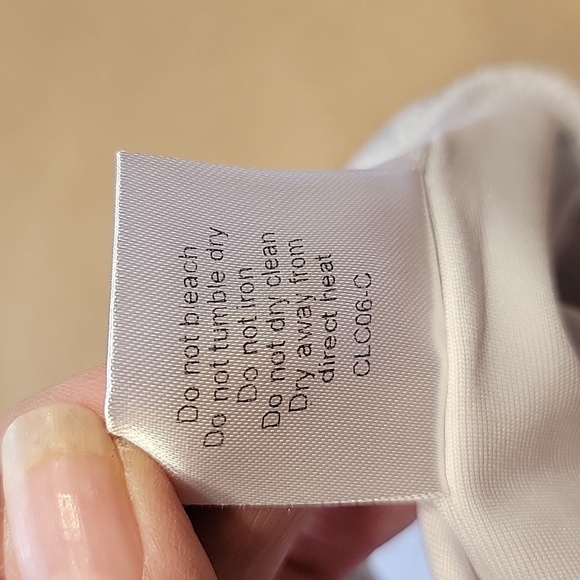 Do not bleach
Do not tumble dry
Do not iron
Do not dry clean
Dry away from
direct heat
CLC06-C